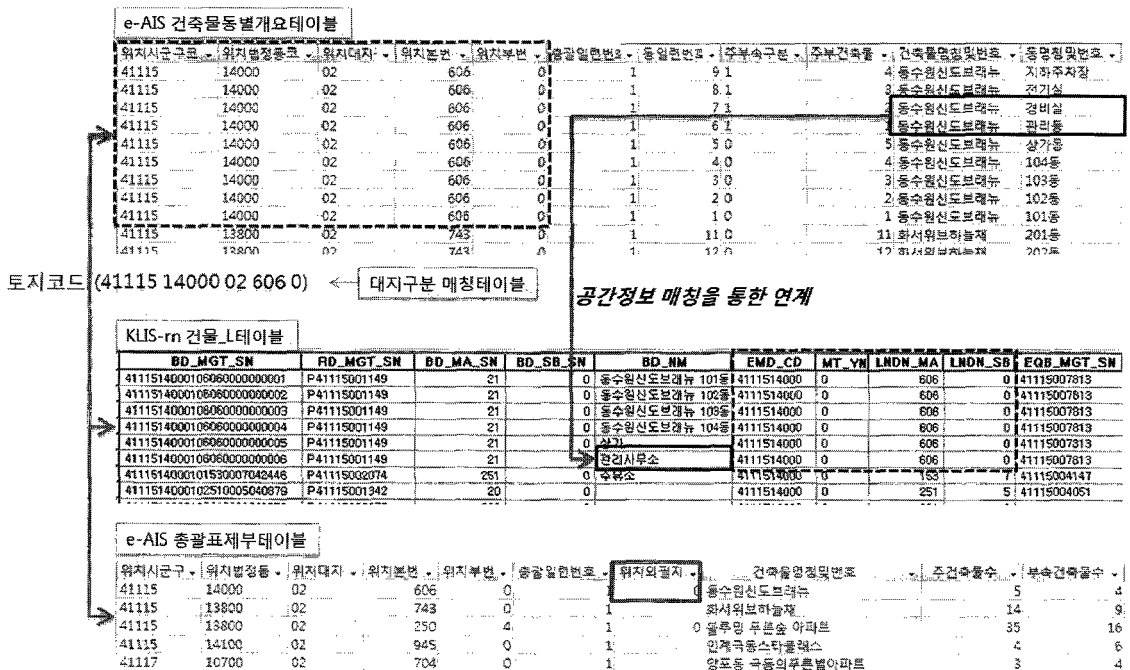 e-AIS 건축물동별개요테이블
위치시군구코 위치법정동코 위치대지 위치본번 위치부번 총괄일련번호 동일련번호 주부속구분 주부건축물 건축물명칭및번호 동명칭및번호
41115 14000 02 606 0 1 9 1 4 동수원신도브래뉴 지하주차장
41115 14000 02 606 0 1 8 1 3 동수원신도브래뉴 전기실
41115 14000 02 606 0 1 7 1 동수원신도브래뉴 경비실
41115 14000 02 606 0 1 6 1 동수원신도브래뉴 관리동
41115 14000 02 606 0 1 5 0 5 동수원신도브래뉴 상가동
41115 14000 02 606 0 1 4 0 4 동수원신도브래뉴 104동
41115 14000 02 606 0 1 3 0 3 동수원신도브래뉴 103동
41115 14000 02 606 0 1 2 0 2 동수원신도브래뉴 102동
41115 14000 02 606 0 1 1 0 1 동수원신도브래뉴 101동
41115 13800 02 743 0 1 11 0 11 화서위브하늘채 201동
41115 13800 02 743 0 1 12 0 12 화서위브하늘채 202동
토지코드 (41115 14000 02 606 0) ← 대지구분 매칭테이블
공간정보 매칭을 통한 연계
KLIS-rn 건물_L테이블
BD_MGT_SN RD_MGT_SN BD_MA_SN BD_SB_SN BD_NM EMD_CD MT_YN LNDN_MA LNDN_SB EQB_MGT_SN
4111514000106060000000001 P41115001149 21 0 동수원신도브래뉴 101동 4111514000 0 606 0 41115007813
4111514000106060000000002 P41115001149 21 0 동수원신도브래뉴 102동 4111514000 0 606 0 41115007813
4111514000106060000000003 P41115001149 21 0 동수원신도브래뉴 103동 4111514000 0 606 0 41115007813
4111514000106060000000004 P41115001149 21 0 동수원신도브래뉴 104동 4111514000 0 606 0 41115007813
4111514000106060000000005 P41115001149 21 0 상가 4111514000 0 606 0 41115007813
4111514000106060000000006 P41115001149 21 0 관리사무소 4111514000 0 606 0 41115007813
4111514000101530007042446 P41115002074 251 0 주유소 4111514000 0 153 7 41115004147
4111514000102510005040879 P41115001342 20 0 4111514000 0 251 5 41115004051
e-AIS 총괄표제부테이블
위치시군구 위치법정동 위치대지 위치본번 위치부번 총괄일련번호 위치외필지 건축물명칭및번호 주건축물수 부속건축물수
41115 14000 02 606 0 1 0 동수원신도브래뉴 5 4
41115 13800 02 743 0 1 화서위브하늘채 14 9
41115 13800 02 250 4 1 0 블루밍 푸른숲 아파트 35 16
41115 14100 02 945 0 1 인계극동스타클래스 4 6
41117 10700 02 704 0 1 망포동 극동의푸른별아파트 3 4